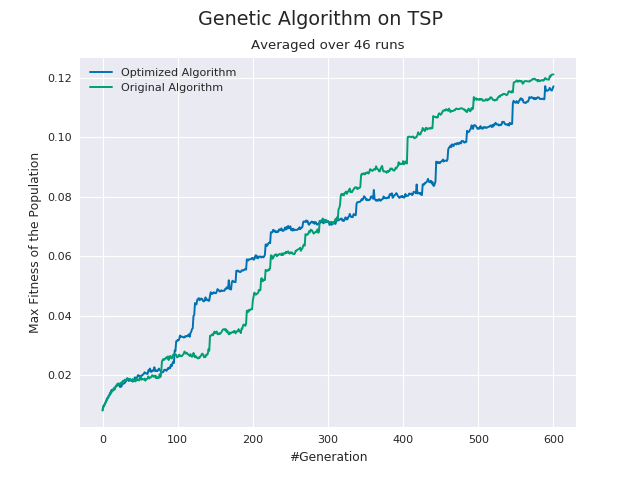 Genetic Algorithm on TSP
Averaged over 46 runs
Optimized Algorithm
Original Algorithm
Max Fitness of the Population
0.12
0.10
0.08
0.06
0.04
0.02
0 100 200 300 400 500 600
#Generation